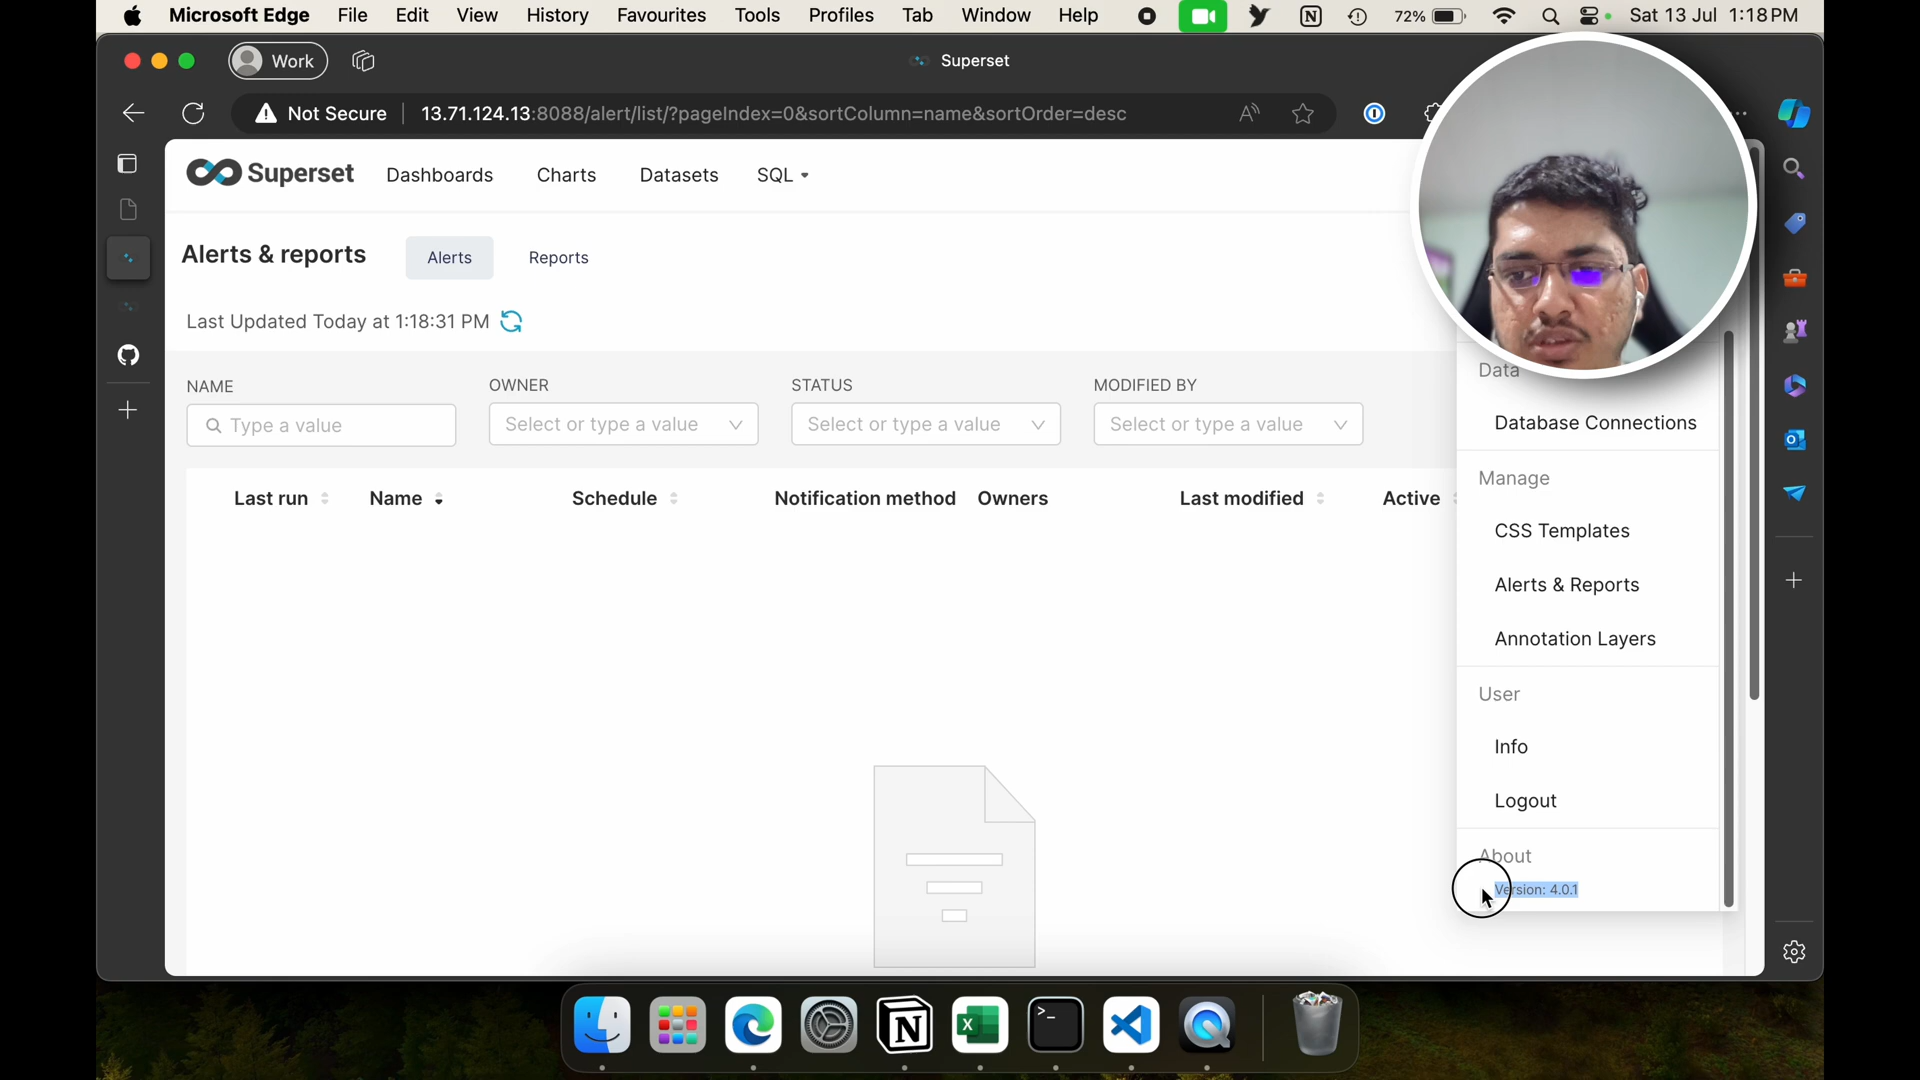 Microsoft Edge File Edit View History Favourites Tools Profiles Tab Window Help 72% Sat 13 Jul 1:18 PM
Work
Superset
Not Secure 13.71.124.13:8088/alert/list/?pageIndex=0&sortColumn=name&sortOrder=desc
Superset Dashboards Charts Datasets SQL
Alerts & reports Alerts Reports
Last Updated Today at 1:18:31 PM
Data
NAME OWNER STATUS MODIFIED BY
Type a value Select or type a value Select or type a value Select or type a value
Database Connections
Manage
Last run Name Schedule Notification method Owners Last modified Active
CSS Templates
Alerts & Reports
Annotation Layers
User
Info
Logout
About
Version: 4.0.1